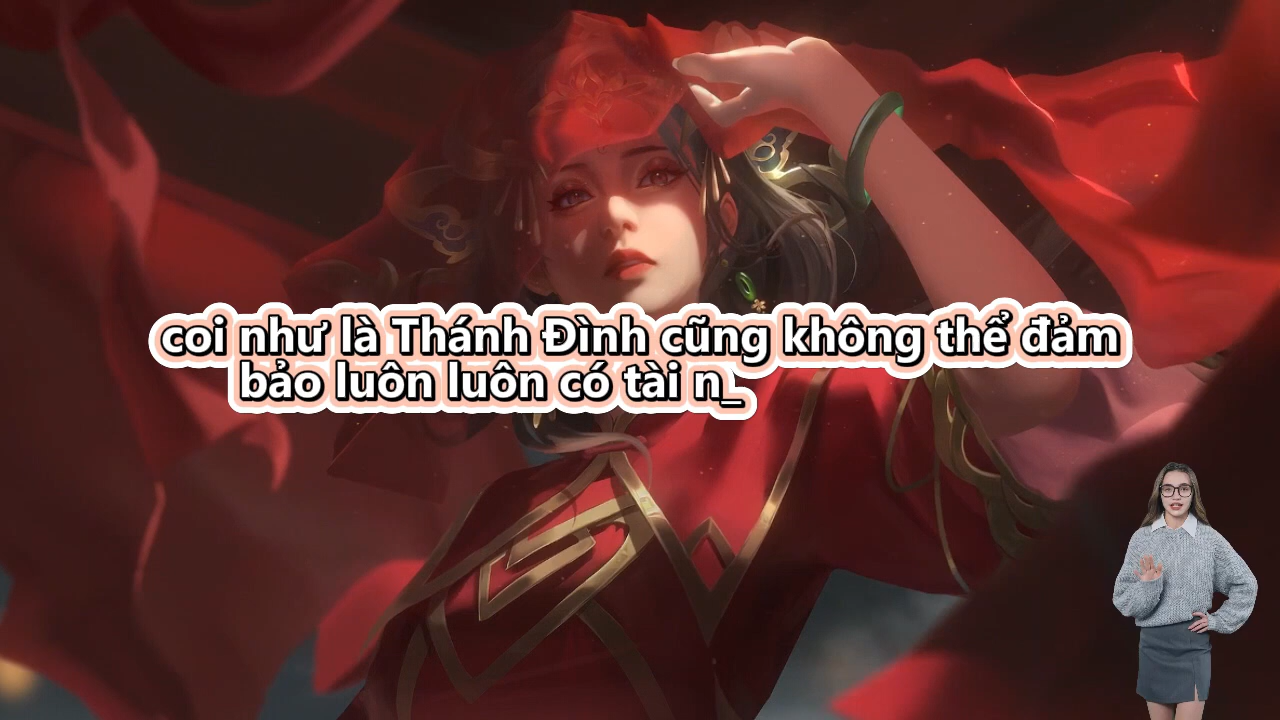 coi như là Thánh Đình cũng không thể đảm
bảo luôn luôn có tài n_